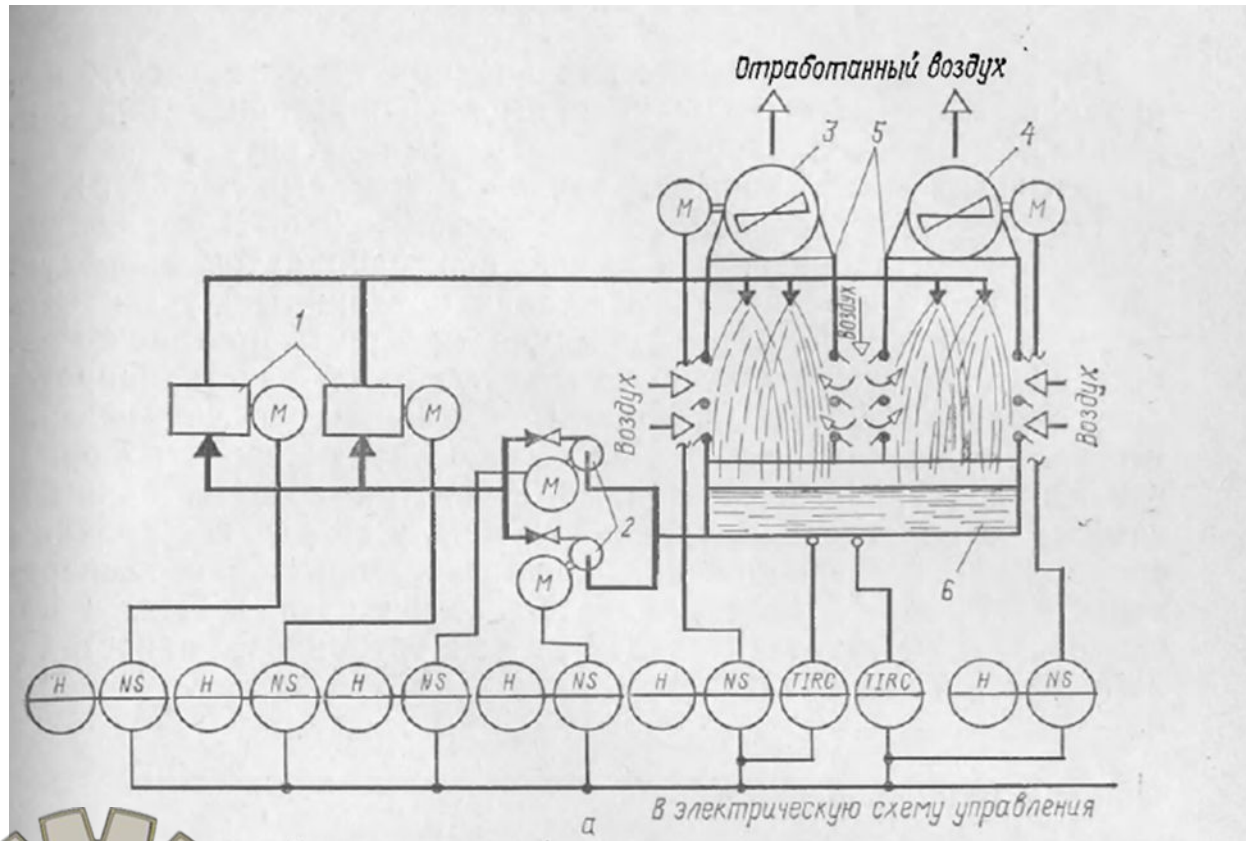 Отработанный воздух
3
5
4
M
M
1
Воздух
M
M
Воздух
Воздух
M
2
M
6
H
NS
H
NS
H
NS
H
NS
H
NS
TIRC
TIRC
H
NS
а
В электрическую схему управления